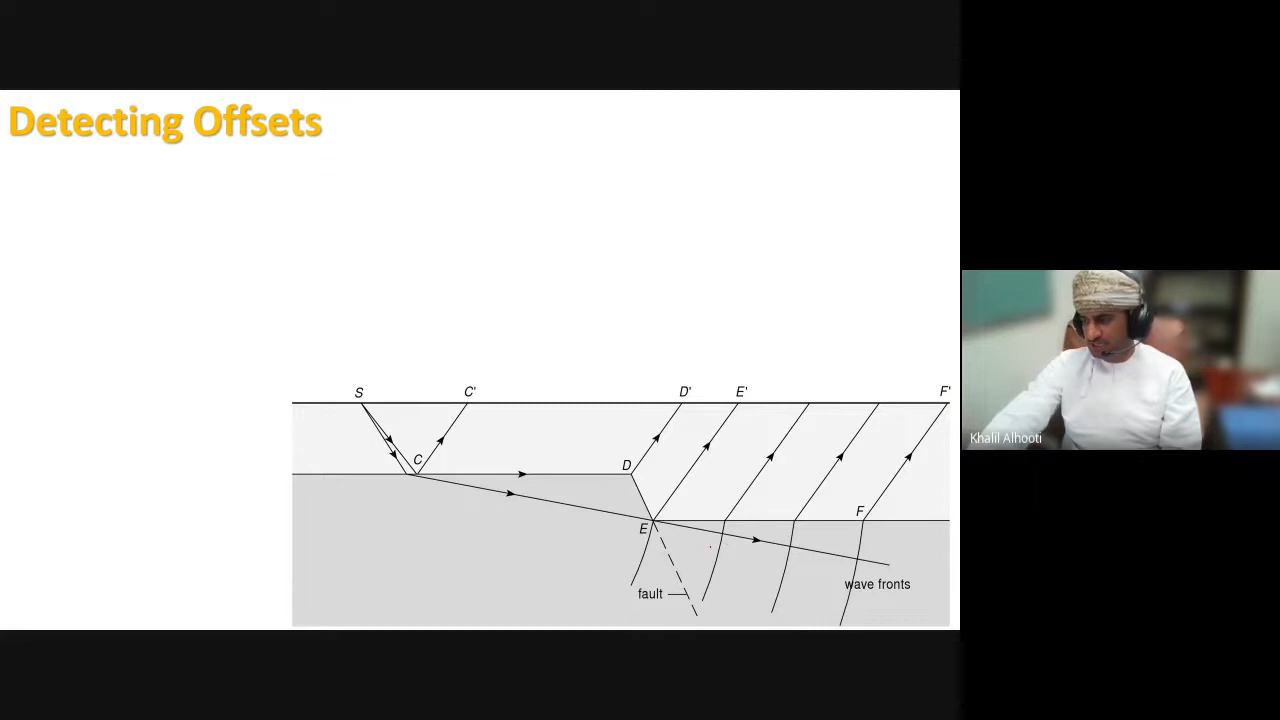 Detecting Offsets
S C' D' E' F'
C D
E F
wave fronts
fault
Khalil Alhooti